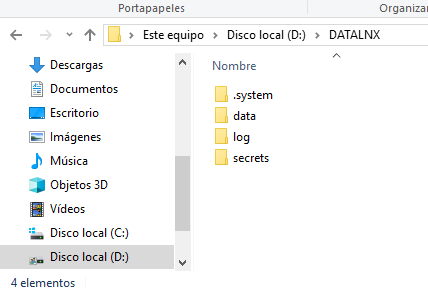 Portapapeles
Organizar
Este equipo > Disco local (D:) > DATALNX
Descargas
Documentos
Escritorio
Imágenes
Música
Objetos 3D
Vídeos
Disco local (C:)
Disco local (D:)
Nombre
.system
data
log
secrets
4 elementos